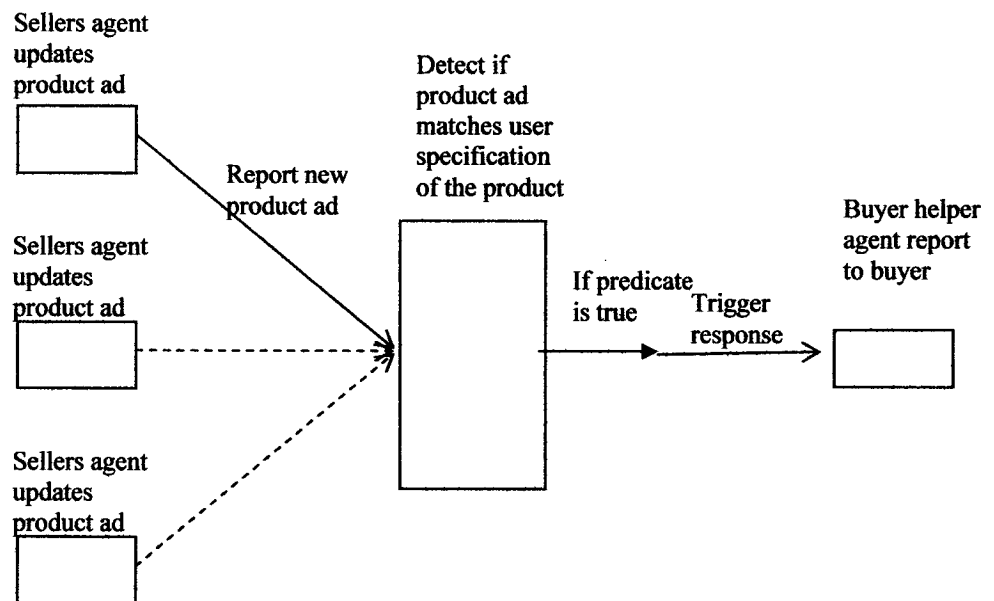 Sellers agent
updates
product ad
Report new
product ad
Sellers agent
updates
product ad
Sellers agent
updates
product ad
Detect if
product ad
matches user
specification
of the product
If predicate
is true
Trigger
response
Buyer helper
agent report
to buyer